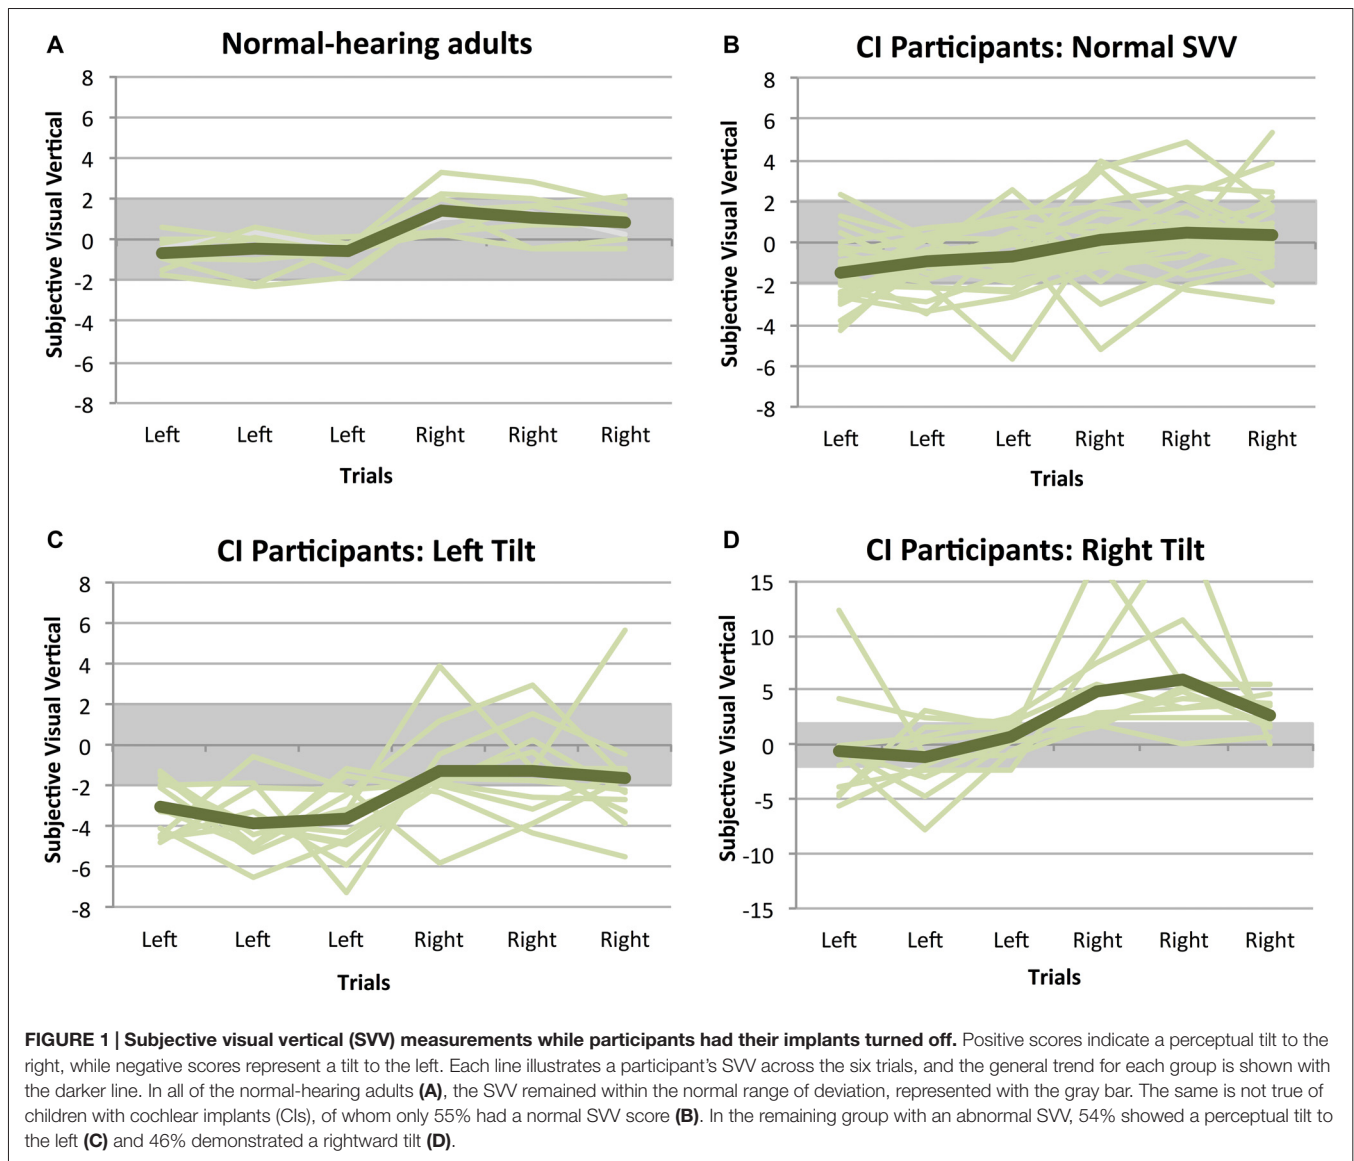 A
Normal-hearing adults
Subjective Visual Vertical
8
6
4
2
0
-2
-4
-6
-8
Left Left Left Right Right Right
Trials
B
CI Participants: Normal SVV
Subjective Visual Vertical
8
6
4
2
0
-2
-4
-6
-8
Left Left Left Right Right Right
Trials
C
CI Participants: Left Tilt
Subjective Visual Vertical
8
6
4
2
0
-2
-4
-6
-8
Left Left Left Right Right Right
Trials
D
CI Participants: Right Tilt
Subjective Visual Vertical
15
10
5
0
-5
-10
-15
Left Left Left Right Right Right
Trials
FIGURE 1 | Subjective visual vertical (SVV) measurements while participants had their implants turned off. Positive scores indicate a perceptual tilt to the
right, while negative scores represent a tilt to the left. Each line illustrates a participant's SVV across the six trials, and the general trend for each group is shown with
the darker line. In all of the normal-hearing adults (A), the SVV remained within the normal range of deviation, represented with the gray bar. The same is not true of
children with cochlear implants (CIs), of whom only 55% had a normal SVV score (B). In the remaining group with an abnormal SVV, 54% showed a perceptual tilt to
the left (C) and 46% demonstrated a rightward tilt (D).